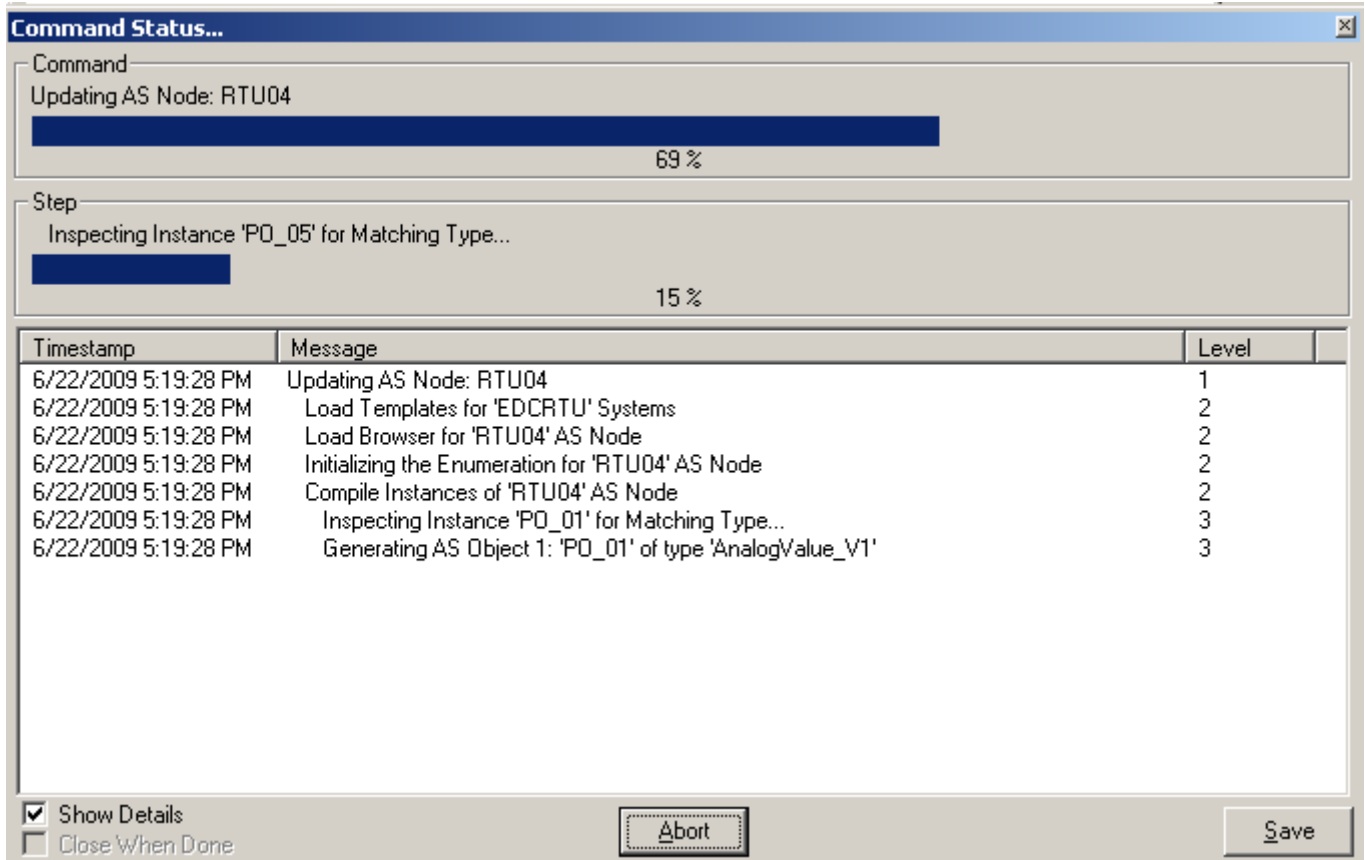 Command Status...
Command
Updating AS Node: RTU04
69 %
Step
Inspecting Instance 'PO_05' for Matching Type...
15 %
Timestamp Message Level
6/22/2009 5:19:28 PM Updating AS Node: RTU04 1
6/22/2009 5:19:28 PM Load Templates for 'EDCRTU' Systems 2
6/22/2009 5:19:28 PM Load Browser for 'RTU04' AS Node 2
6/22/2009 5:19:28 PM Initializing the Enumeration for 'RTU04' AS Node 2
6/22/2009 5:19:28 PM Compile Instances of 'RTU04' AS Node 2
6/22/2009 5:19:28 PM Inspecting Instance 'PO_01' for Matching Type... 3
6/22/2009 5:19:28 PM Generating AS Object 1: 'PO_01' of type 'AnalogValue_V1' 3
Show Details
Abort Save
Close When Done